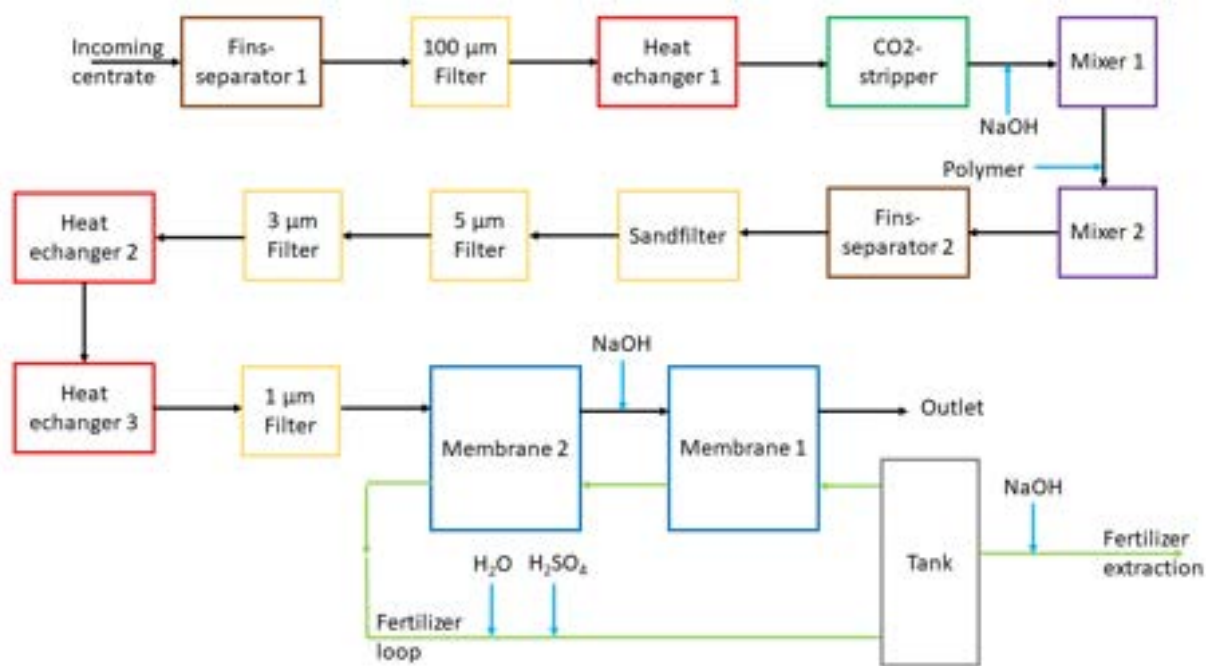 Incoming
centrate
Fins-
separator 1
100 µm
Filter
Heat
echanger 1
CO2-
stripper
Mixer 1
NaOH
Polymer
Heat
echanger 2
3 µm
Filter
5 µm
Filter
Sandfilter
Fins-
separator 2
Mixer 2
NaOH
Heat
echanger 3
1 µm
Filter
Membrane 2
Membrane 1
Outlet
NaOH
Tank
Fertilizer
extraction
H₂O
H₂SO₄
Fertilizer
loop